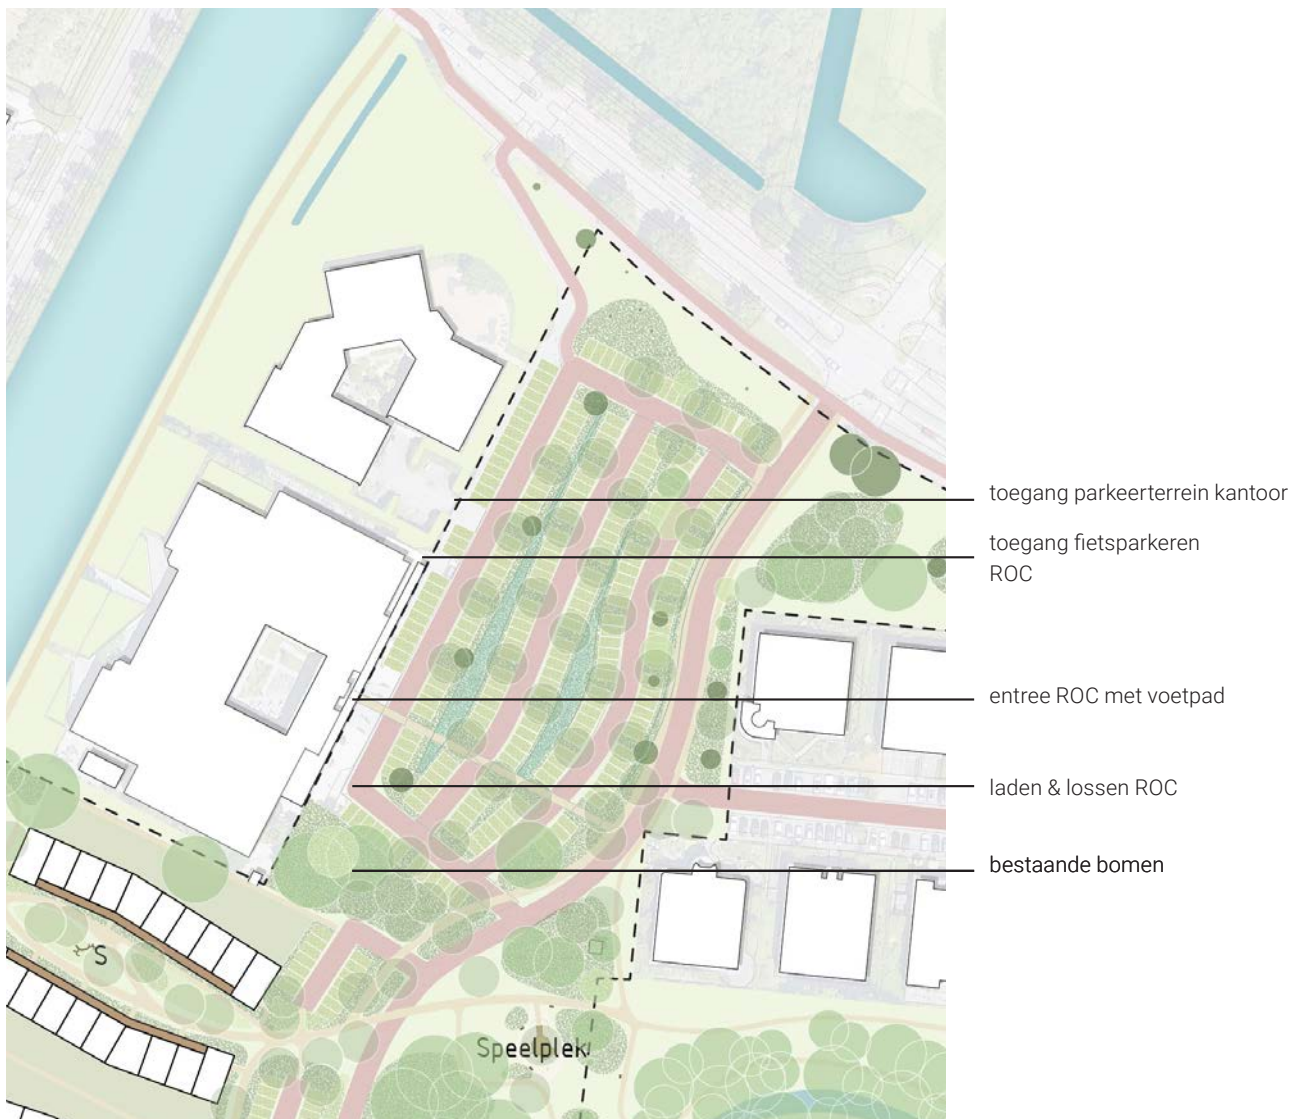 toegang parkeerterrein kantoor
toegang fietsparkeren
ROC
entree ROC met voetpad
laden & lossen ROC
bestaande bomen
S
Speelplek